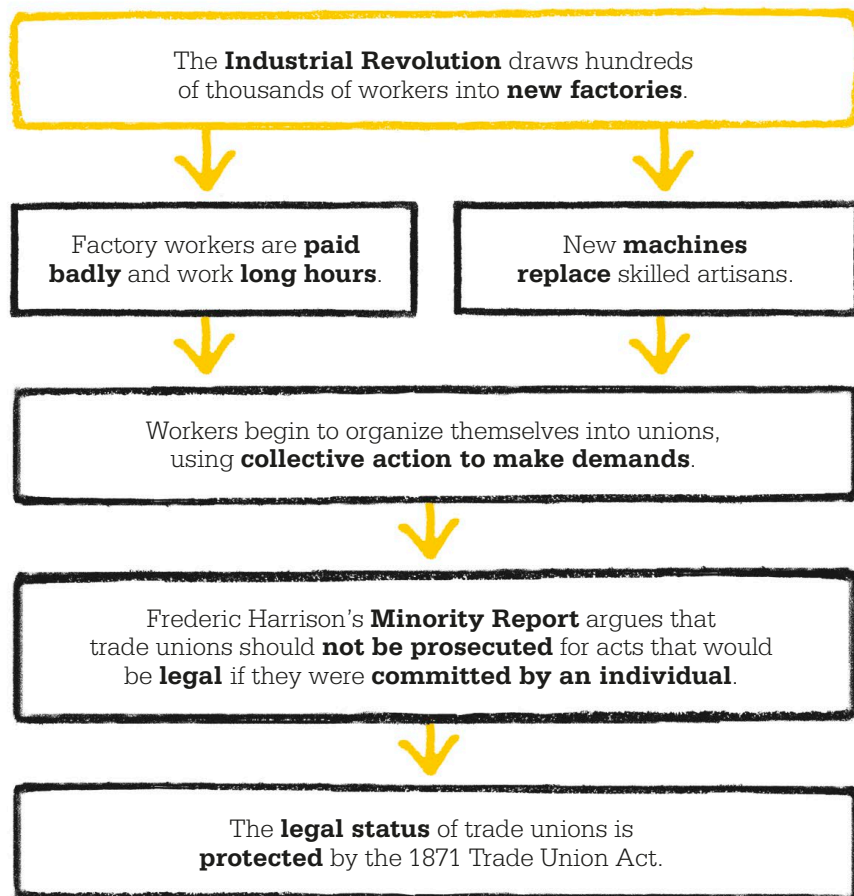 The Industrial Revolution draws hundreds
of thousands of workers into new factories.
Factory workers are paid
badly and work long hours.
New machines
replace skilled artisans.
Workers begin to organize themselves into unions,
using collective action to make demands.
Frederic Harrison’s Minority Report argues that
trade unions should not be prosecuted for acts that would
be legal if they were committed by an individual.
The legal status of trade unions is
protected by the 1871 Trade Union Act.